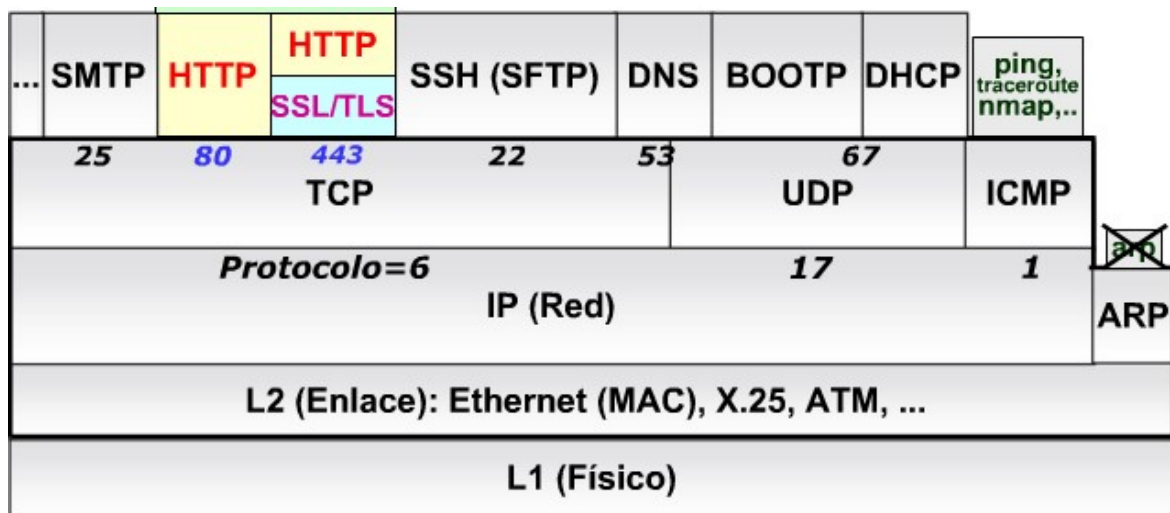 ... SMTP HTTP HTTP SSL/TLS SSH (SFTP) DNS BOOTP DHCP ping,
traceroute
nmap,..
25 80 443 22 53 67
TCP UDP ICMP
arp
Protocolo=6 17 1
IP (Red) ARP
L2 (Enlace): Ethernet (MAC), X.25, ATM, ...
L1 (Físico)